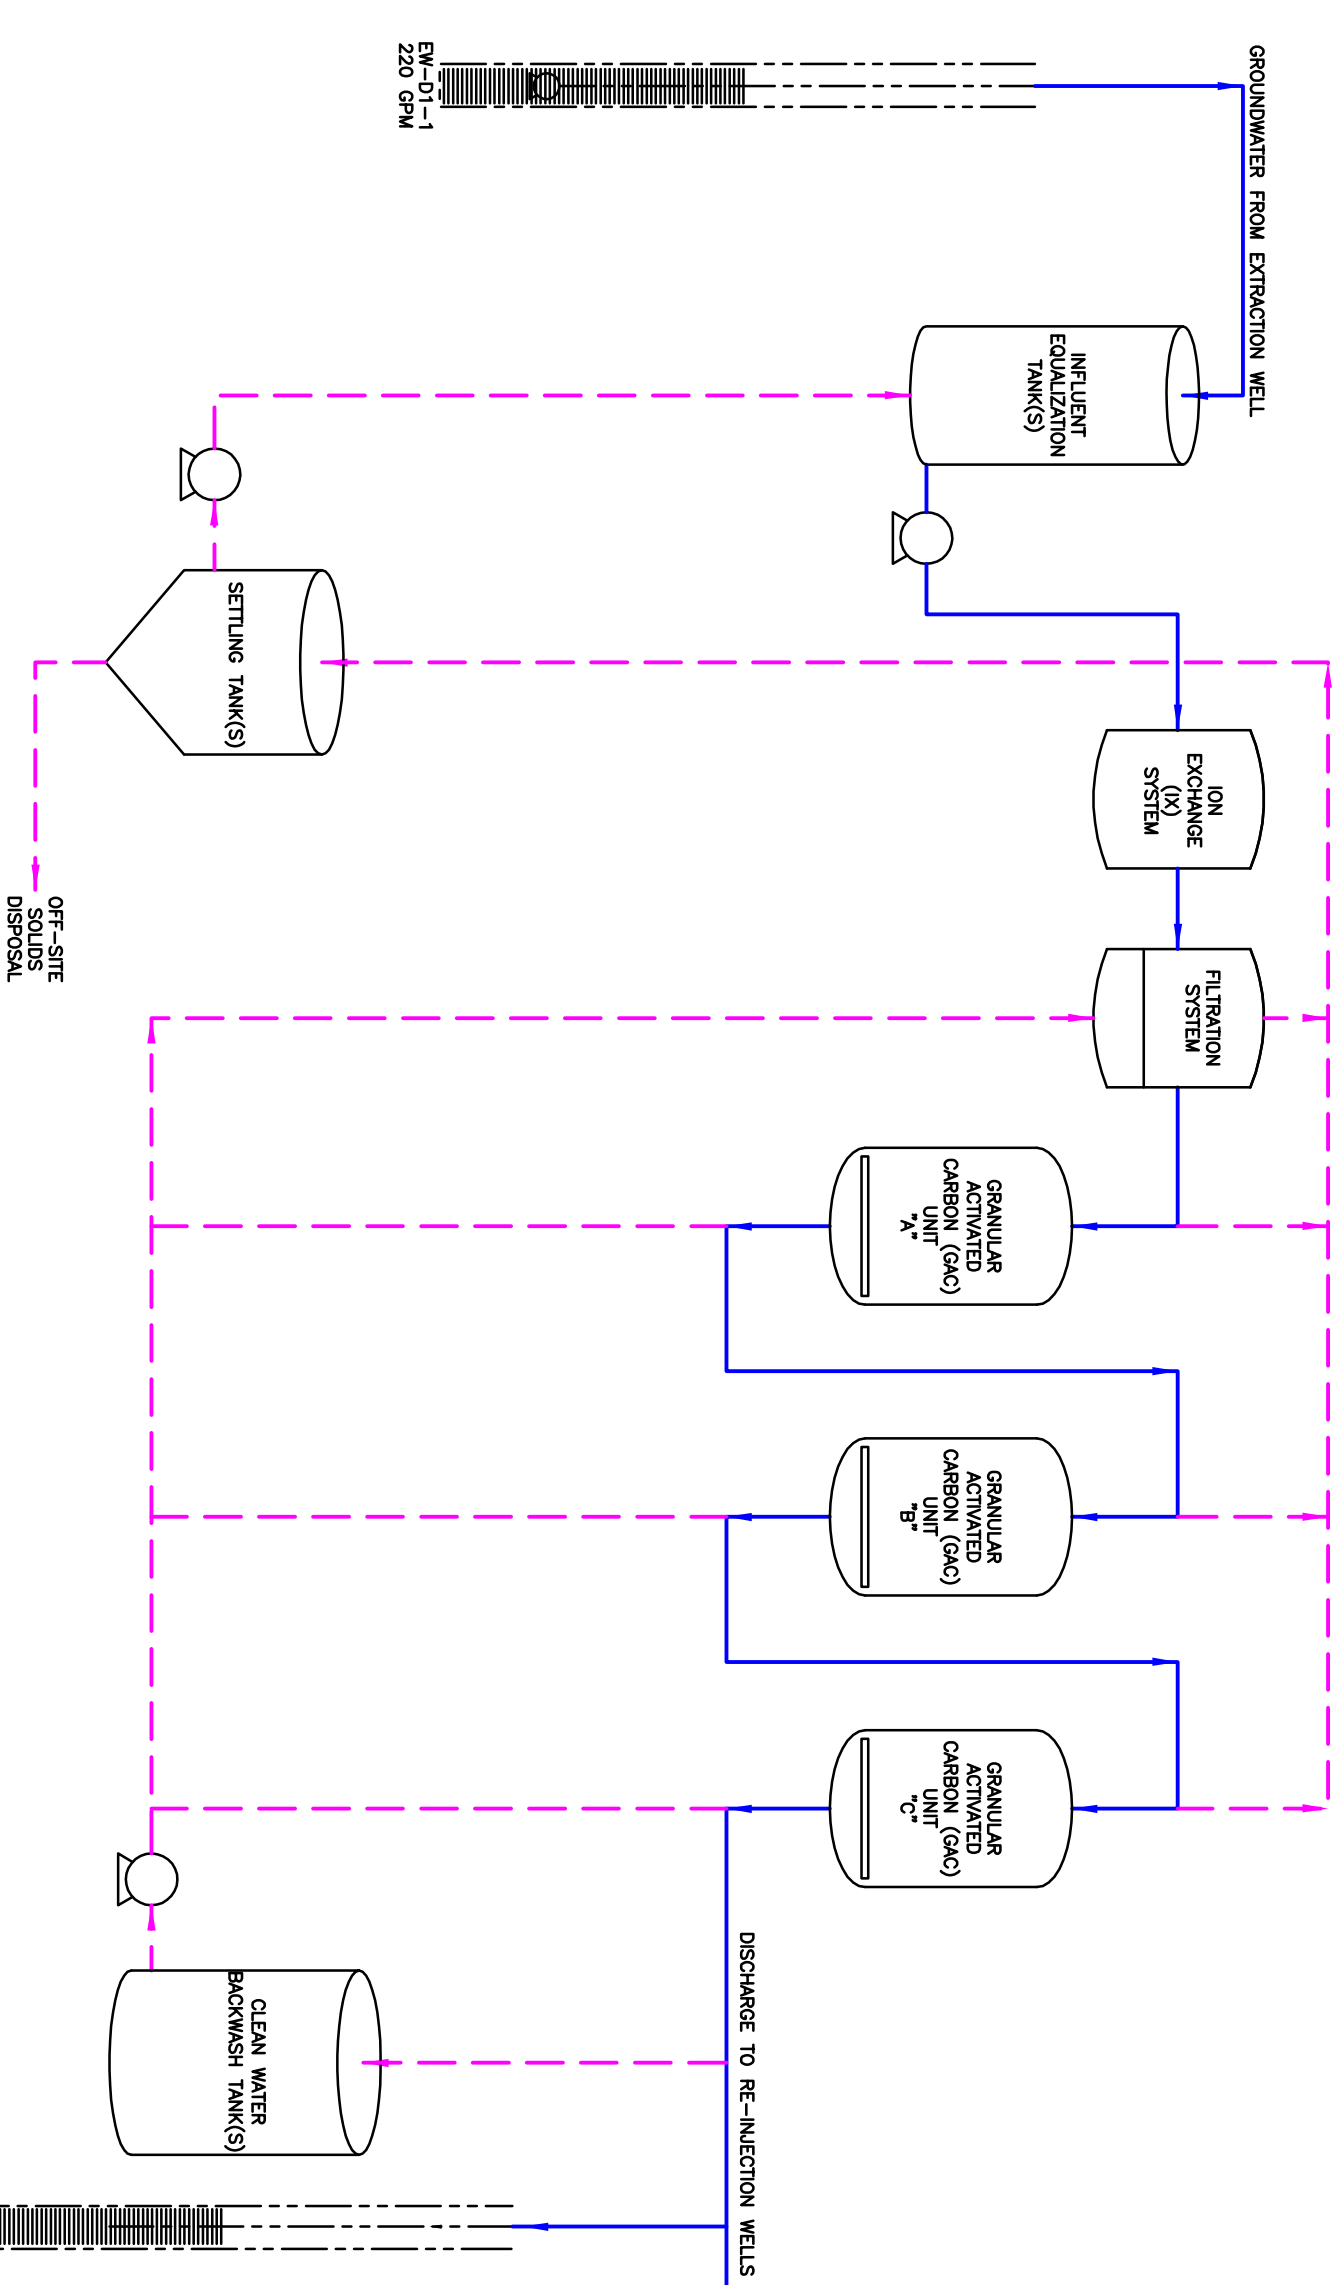 GROUNDWATER FROM EXTRACTION WELL
EW-D1-1
220 GPM
INFLUENT
EQUALIZATION
TANK(S)
ION
EXCHANGE
(IX)
SYSTEM
FILTRATION
SYSTEM
GRANULAR
ACTIVATED
CARBON (GAC)
UNIT
"A"
GRANULAR
ACTIVATED
CARBON (GAC)
UNIT
"B"
GRANULAR
ACTIVATED
CARBON (GAC)
UNIT
"C"
DISCHARGE TO RE-INJECTION WELLS
SETTLING TANK(S)
OFF-SITE
SOLIDS
DISPOSAL
CLEAN WATER
BACKWASH TANK(S)